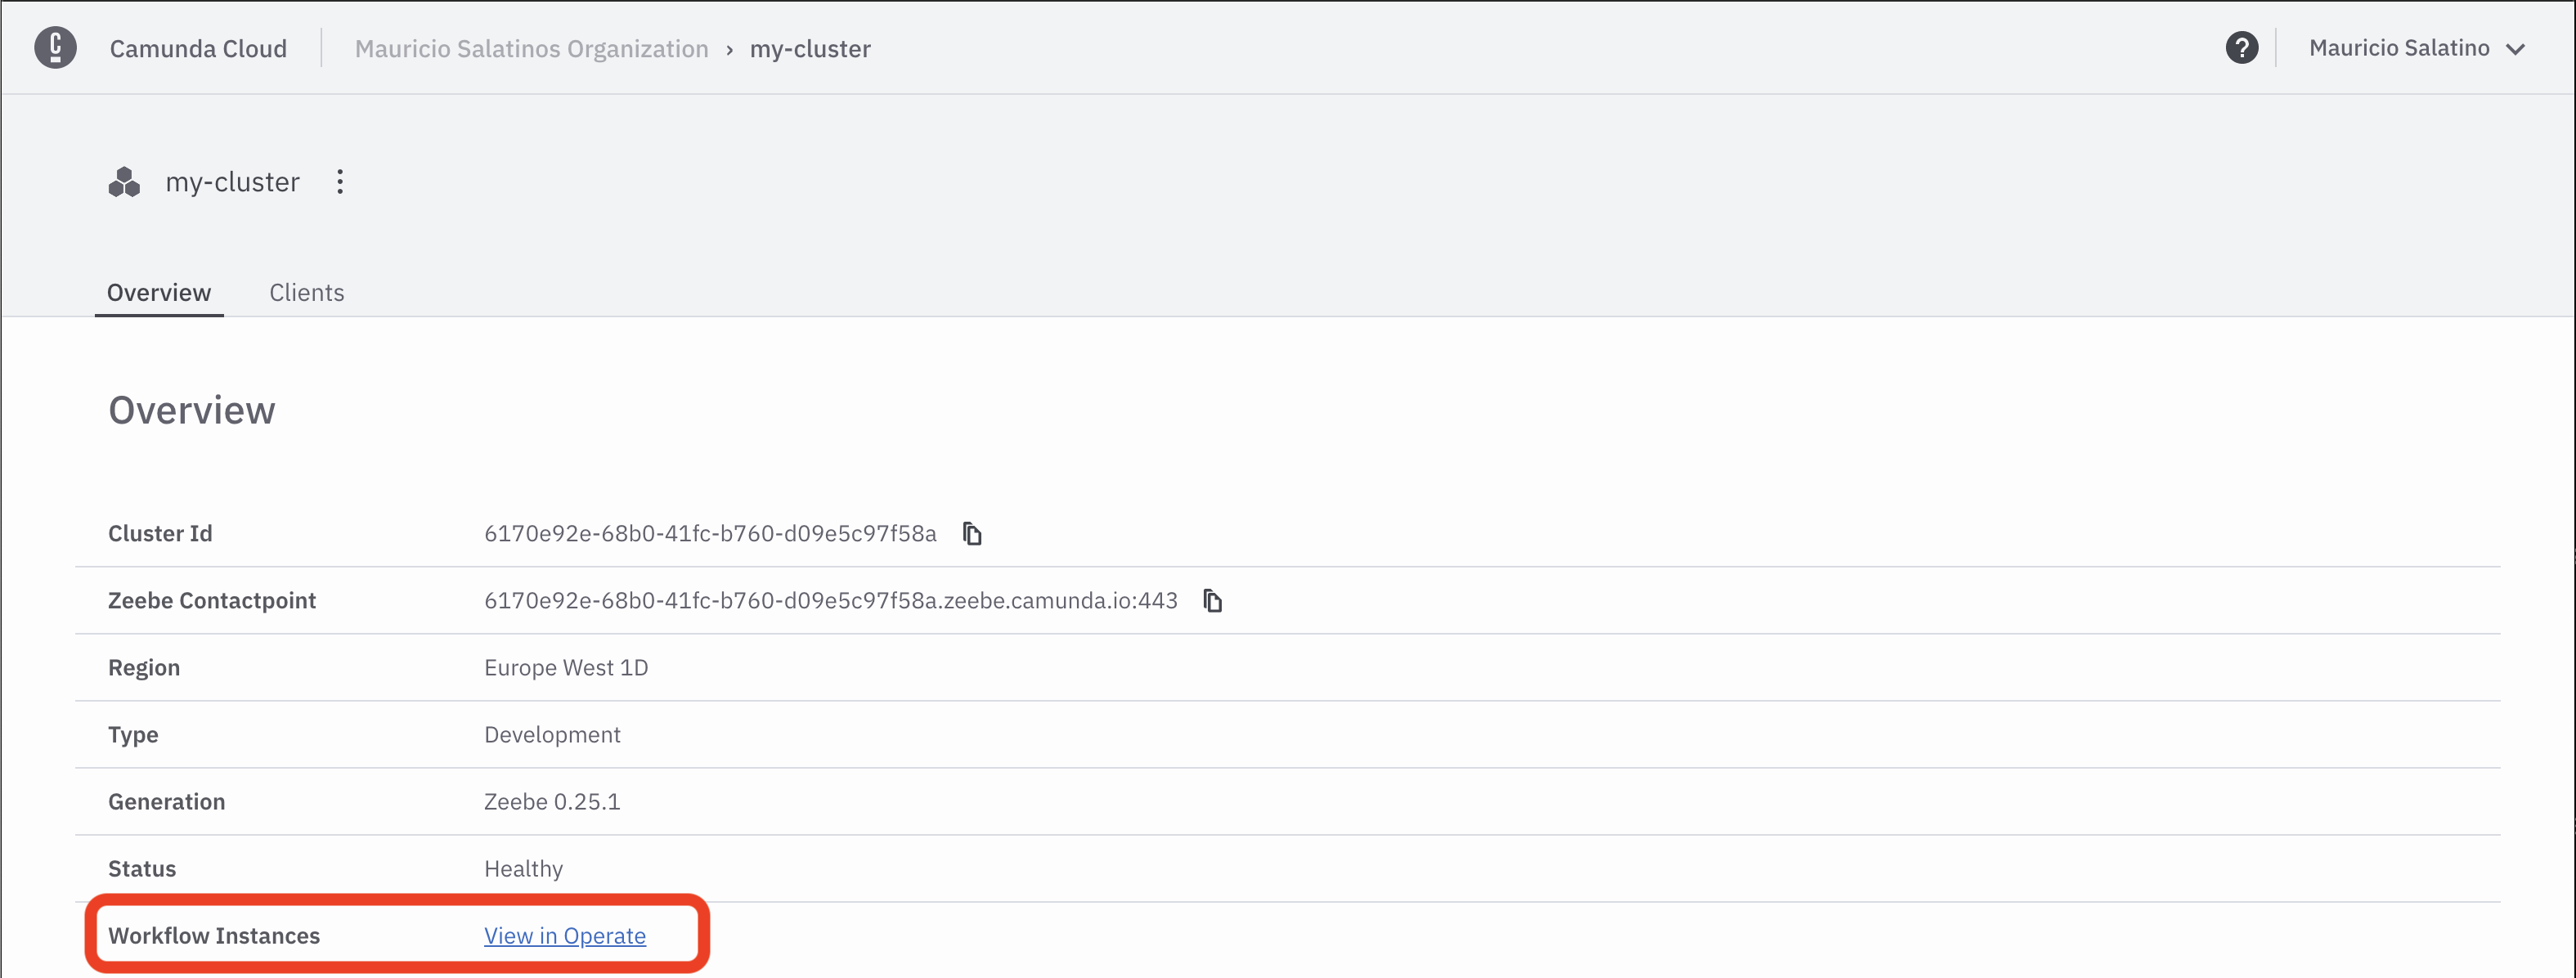 Camunda Cloud Mauricio Salatinos Organization › my-cluster ? Mauricio Salatino
my-cluster
Overview Clients
Overview
Cluster Id 6170e92e-68b0-41fc-b760-d09e5c97f58a
Zeebe Contactpoint 6170e92e-68b0-41fc-b760-d09e5c97f58a.zeebe.camunda.io:443
Region Europe West 1D
Type Development
Generation Zeebe 0.25.1
Status Healthy
Workflow Instances View in Operate